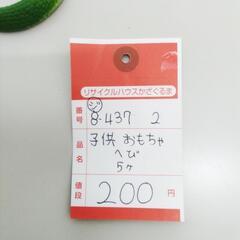 リサイクルハウスかざぐるま
番号 ジ 8-437 2
品名 子供 おもちゃ
へび
5ヶ
値段 200 円